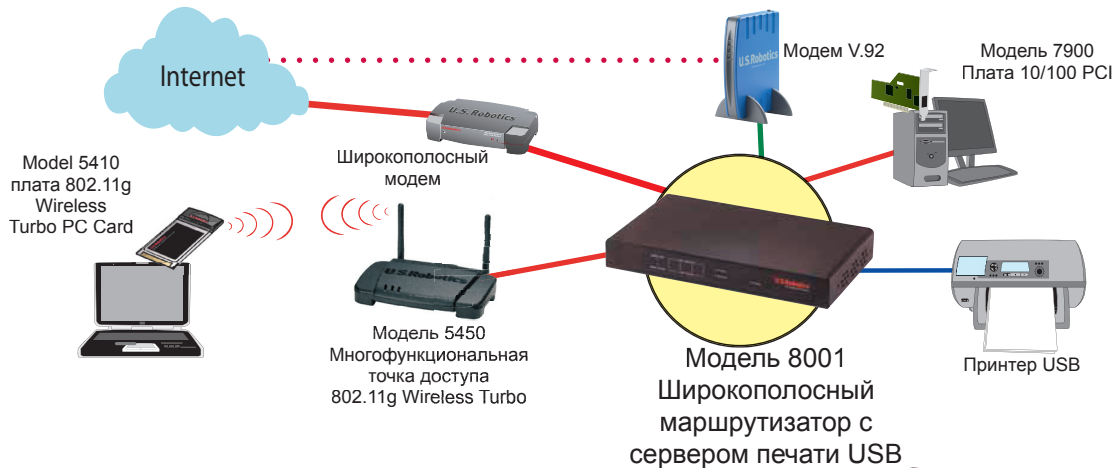 Internet
U.S.Robotics
Модем V.92
Модель 7900
Плата 10/100 PCI
U.S. Robotics
Широкополосный
модем
Model 5410
плата 802.11g
Wireless
Turbo PC Card
U.S.Robotics
Модель 5450
Многофункциональная
точка доступа
802.11g Wireless Turbo
U.S.Robotics
Модель 8001
Широкополосный
маршрутизатор с
сервером печати USB
Принтер USB